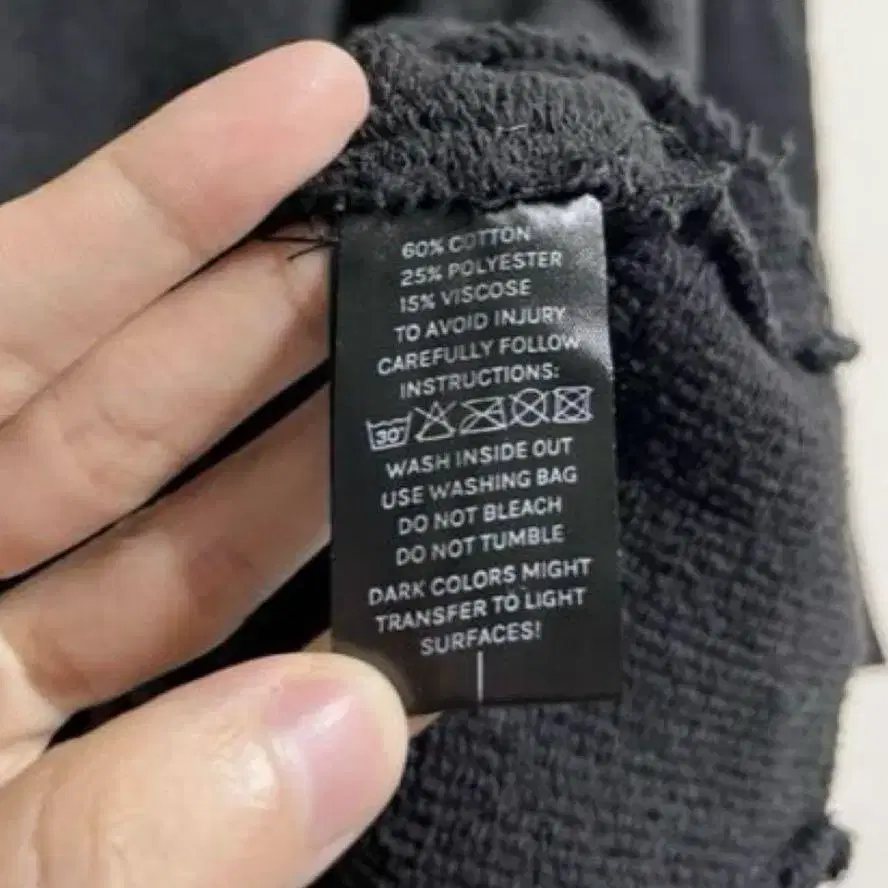 60% COTTON
25% POLYESTER
15% VISCOSE
TO AVOID INJURY
CAREFULLY FOLLOW
INSTRUCTIONS:
30°
WASH INSIDE OUT
USE WASHING BAG
DO NOT BLEACH
DO NOT TUMBLE
DARK COLORS MIGHT
TRANSFER TO LIGHT
SURFACES!